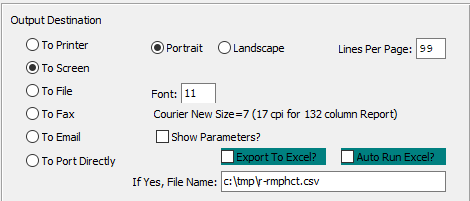 Output Destination
To Printer
Portrait Landscape Lines Per Page: 99
To Screen
To File
Font: 11
To Fax
Courier New Size=7 (17 cpi for 132 column Report)
To Email
Show Parameters?
To Port Directly
Export To Excel? Auto Run Excel?
If Yes, File Name: c:\tmp\r-rmphct.csv